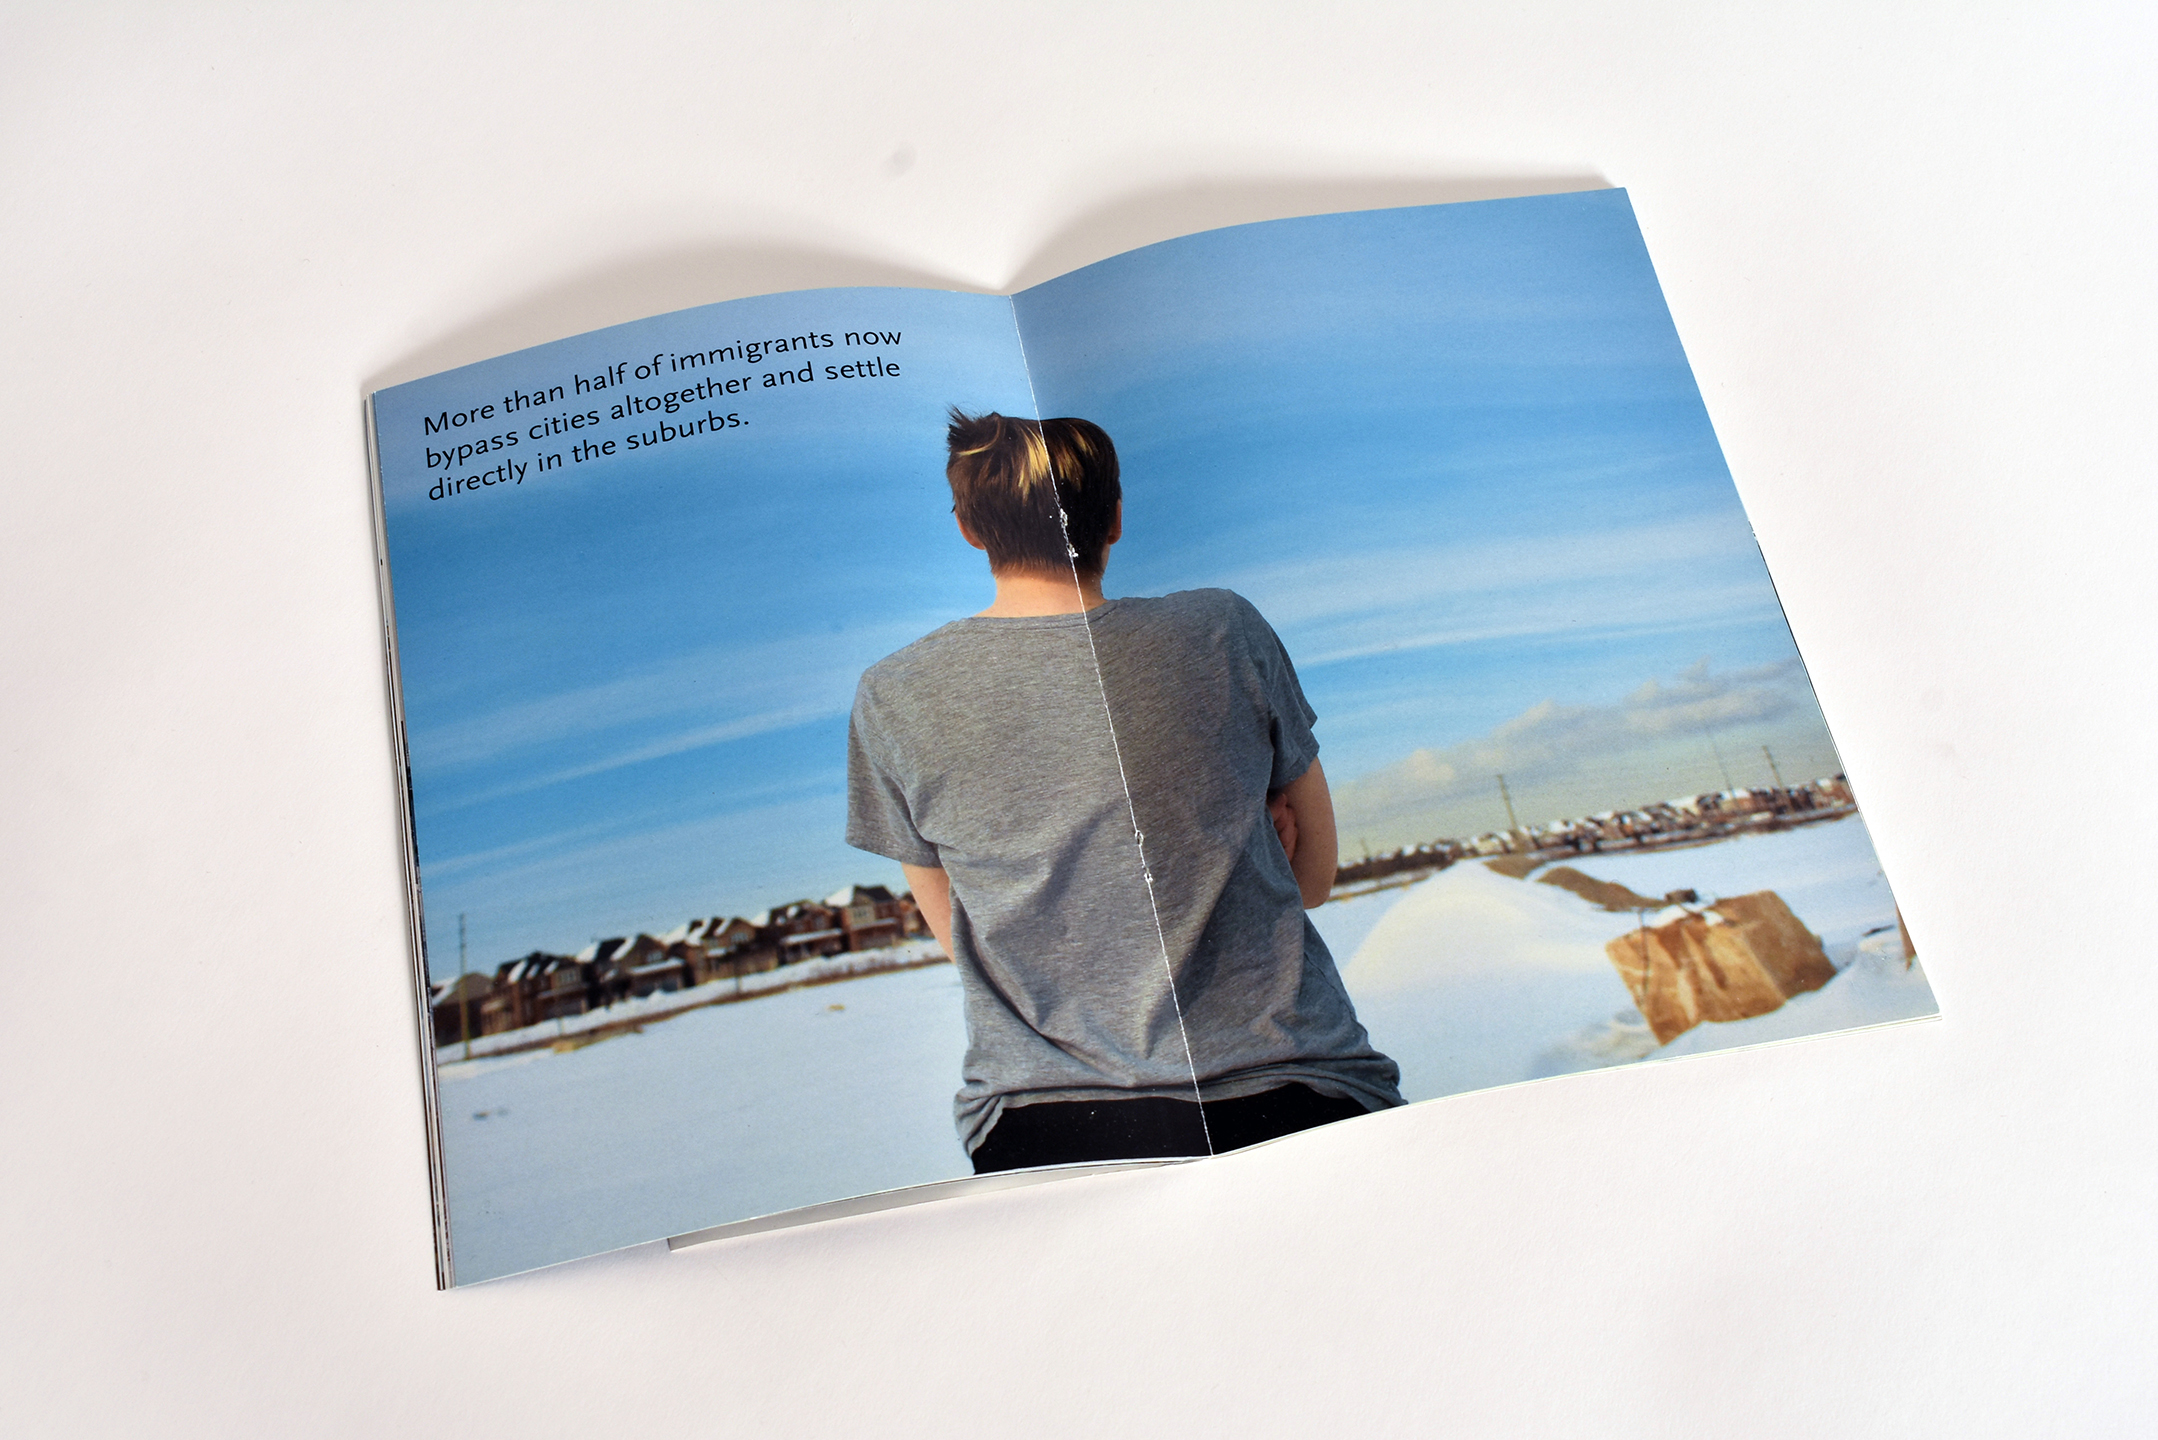 More than half of immigrants now
bypass cities altogether and settle
directly in the suburbs.